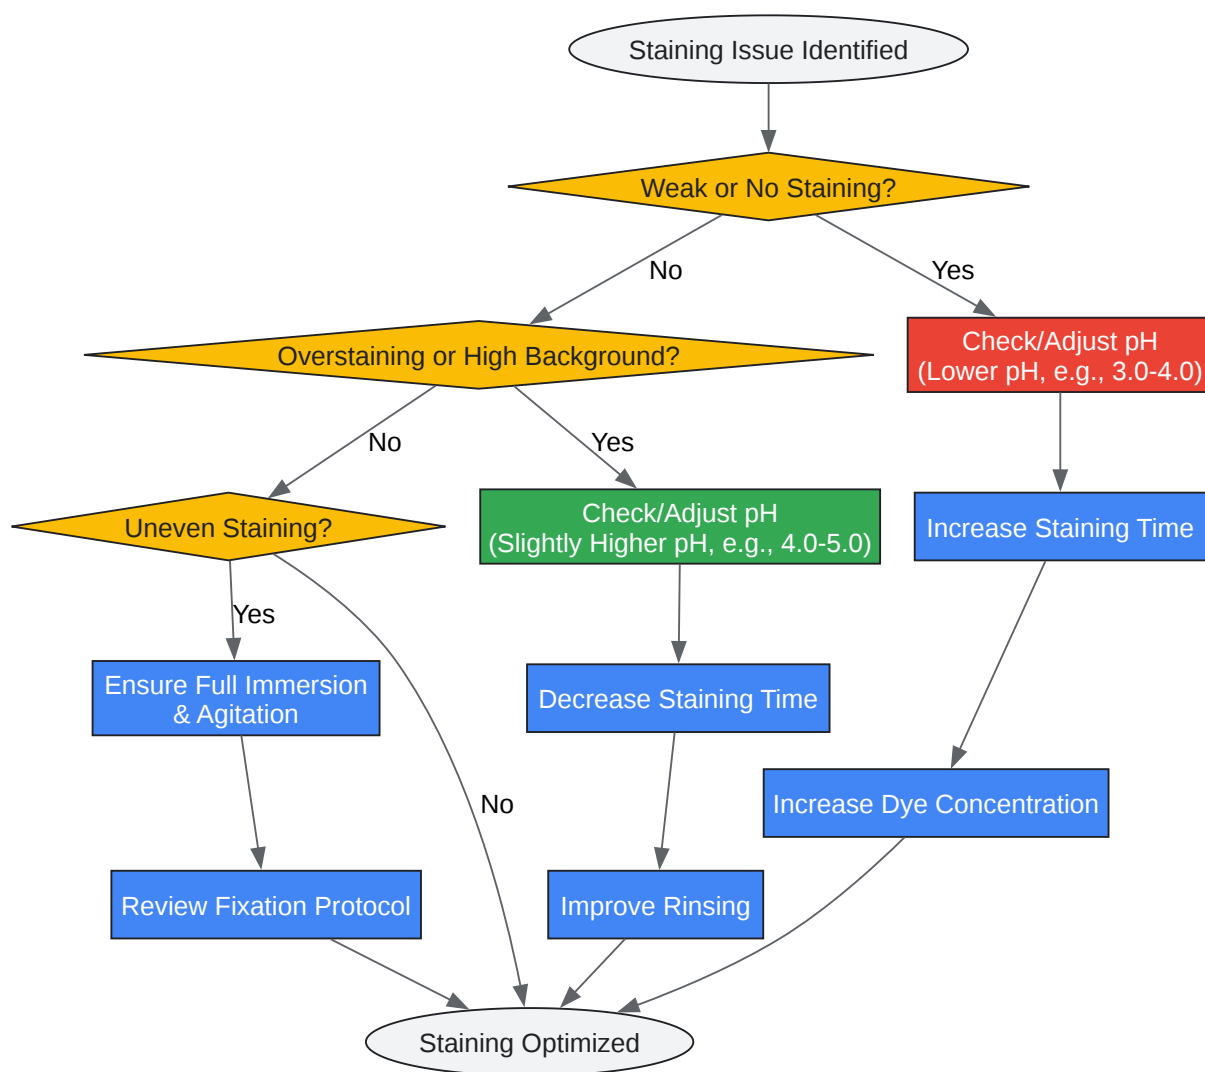 Staining Issue Identified
Weak or No Staining?
No
Yes
Check/Adjust pH
(Lower pH, e.g., 3.0-4.0)
Overstaining or High Background?
No
Yes
Check/Adjust pH
(Slightly Higher pH, e.g., 4.0-5.0)
Increase Staining Time
Uneven Staining?
Yes
Ensure Full Immersion
& Agitation
Decrease Staining Time
Increase Dye Concentration
No
Review Fixation Protocol
Improve Rinsing
Staining Optimized